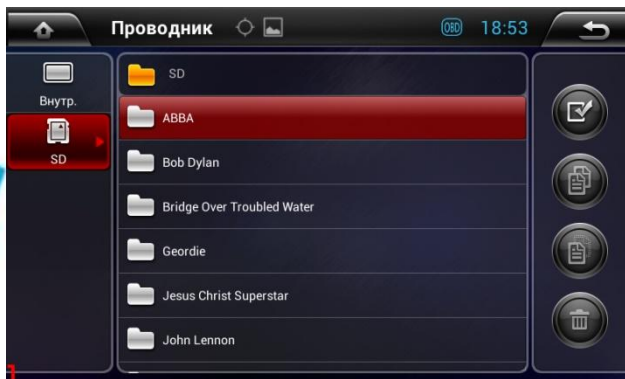 Проводник
OBD
18:53
Внутр.
SD
SD
ABBA
Bob Dylan
Bridge Over Troubled Water
Geordie
Jesus Christ Superstar
John Lennon